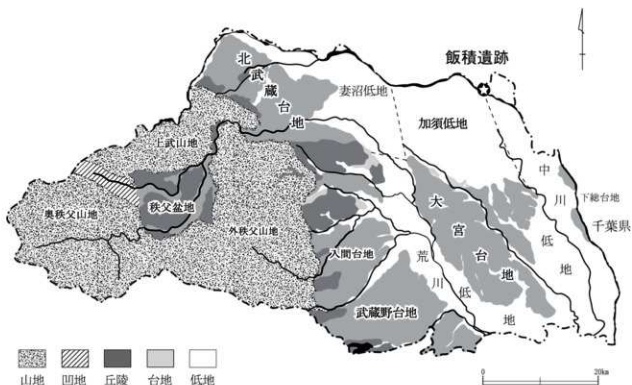 飯積遺跡
北武蔵台地
妻沼低地
加須低地
上武山地
秩父盆地
奥秩父山地
外秩父山地
大宮台地
中川低地
下総台地
千葉県
入間台地
荒川低地
武蔵野台地
山地 凹地 丘陵 台地 低地
0 20km